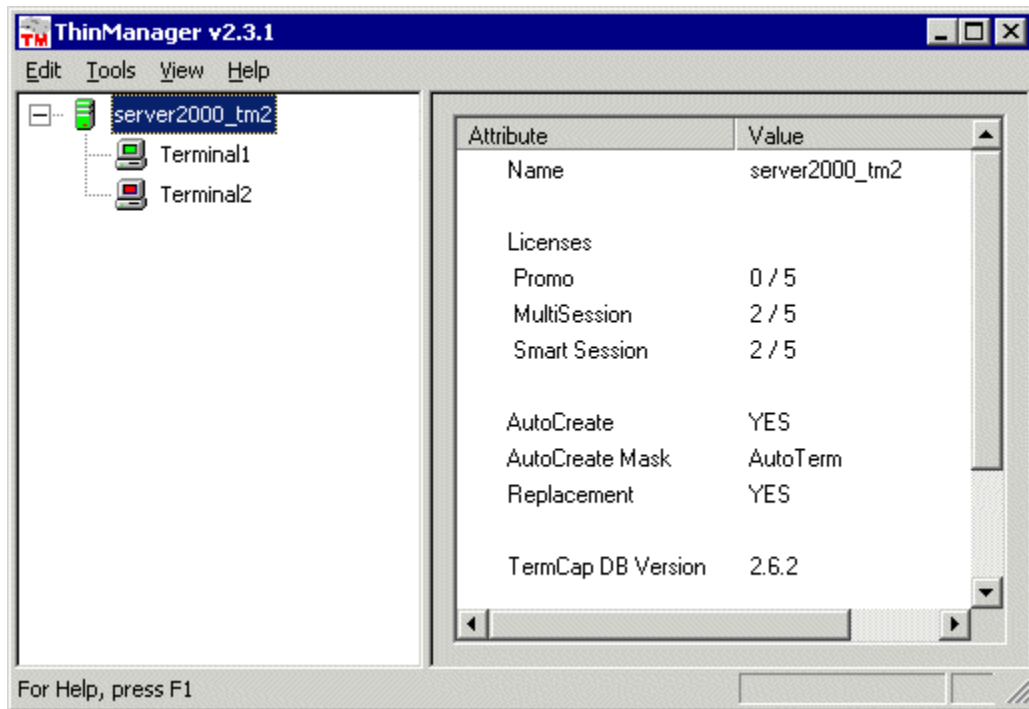 TM ThinManager v2.3.1
Edit Tools View Help
server2000_tm2
Terminal1
Terminal2
Attribute Value
Name server2000_tm2
Licenses
Promo 0 / 5
MultiSession 2 / 5
Smart Session 2 / 5
AutoCreate YES
AutoCreate Mask AutoTerm
Replacement YES
TermCap DB Version 2.6.2
For Help, press F1